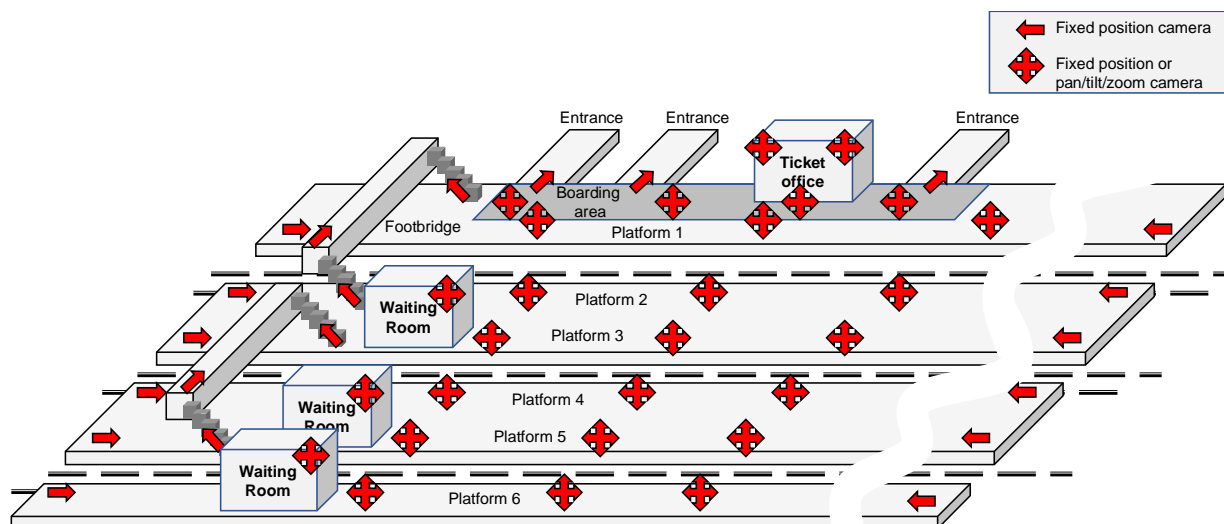 Fixed position camera
Fixed position or
pan/tilt/zoom camera
Entrance
Entrance
Entrance
Ticket
office
Boarding
area
Footbridge
Platform 1
Platform 2
Waiting
Room
Platform 3
Platform 4
Waiting
Room
Platform 5
Waiting
Room
Platform 6